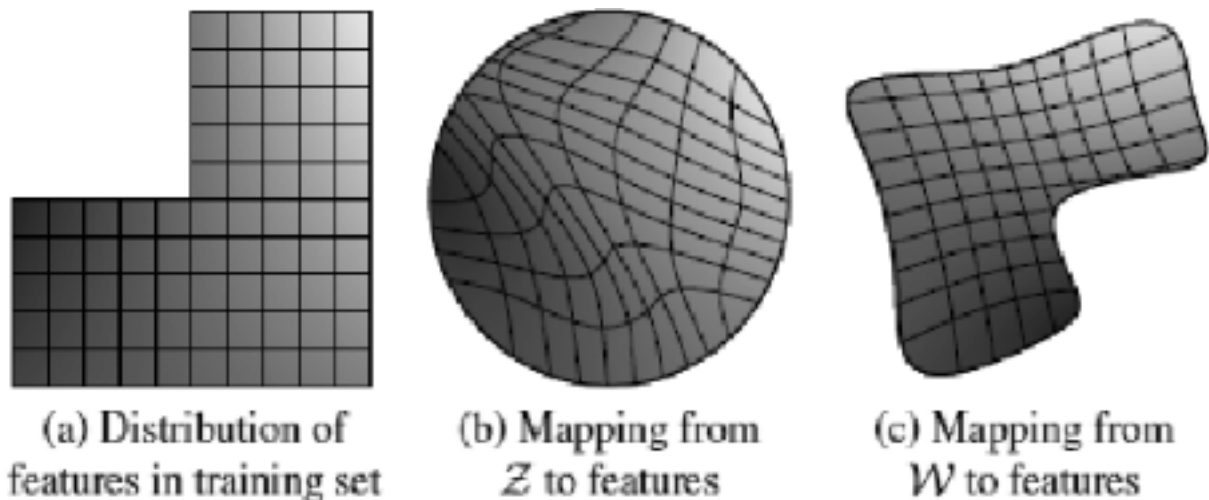 (a) Distribution of
features in training set
(b) Mapping from
𝒵 to features
(c) Mapping from
𝒲 to features